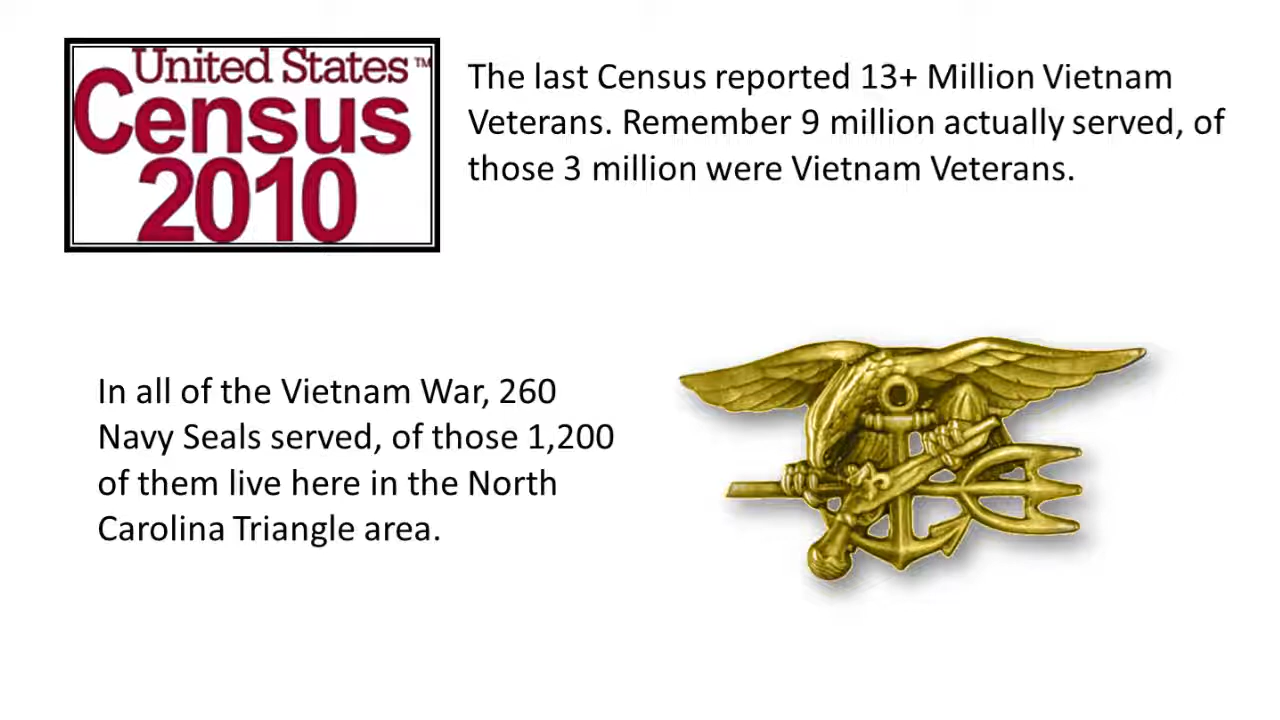 United States™
Census
2010
The last Census reported 13+ Million Vietnam
Veterans. Remember 9 million actually served, of
those 3 million were Vietnam Veterans.
In all of the Vietnam War, 260
Navy Seals served, of those 1,200
of them live here in the North
Carolina Triangle area.